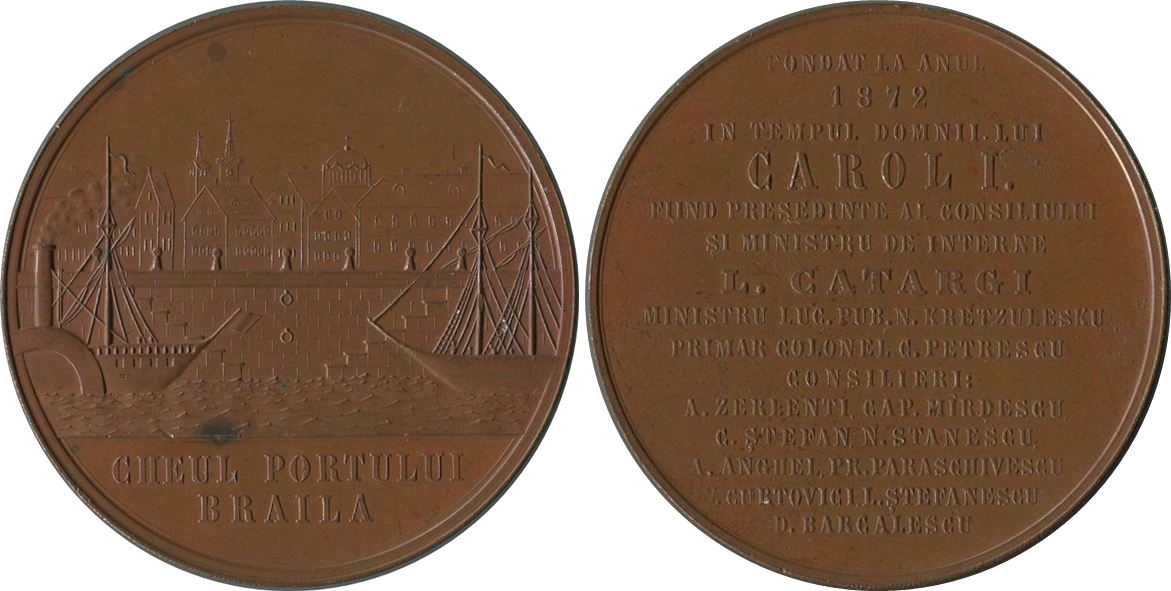 CHEUL PORTULUI
BRAILA
FONDAT LA ANUL
1872
IN TEMPUL DOMNII LUI
CAROL I.
FIIND PREŞEDINTE AL CONSILIULUI
ŞI MINISTRU DE INTERNE
L. CATARGI
MINISTRU LUC. PUB. N. KRETZULESKU
PRIMAR COLONEL C. PETRESCU
CONSILIERI:
A. ZERLENTI, CAP. MÎRDESCU,
C. ŞTEFAN, N. STANESCU,
A. ANGHEL, PR. PARASCHIVESCU
L. ŞTEFANESCU
D. BARCALESCU